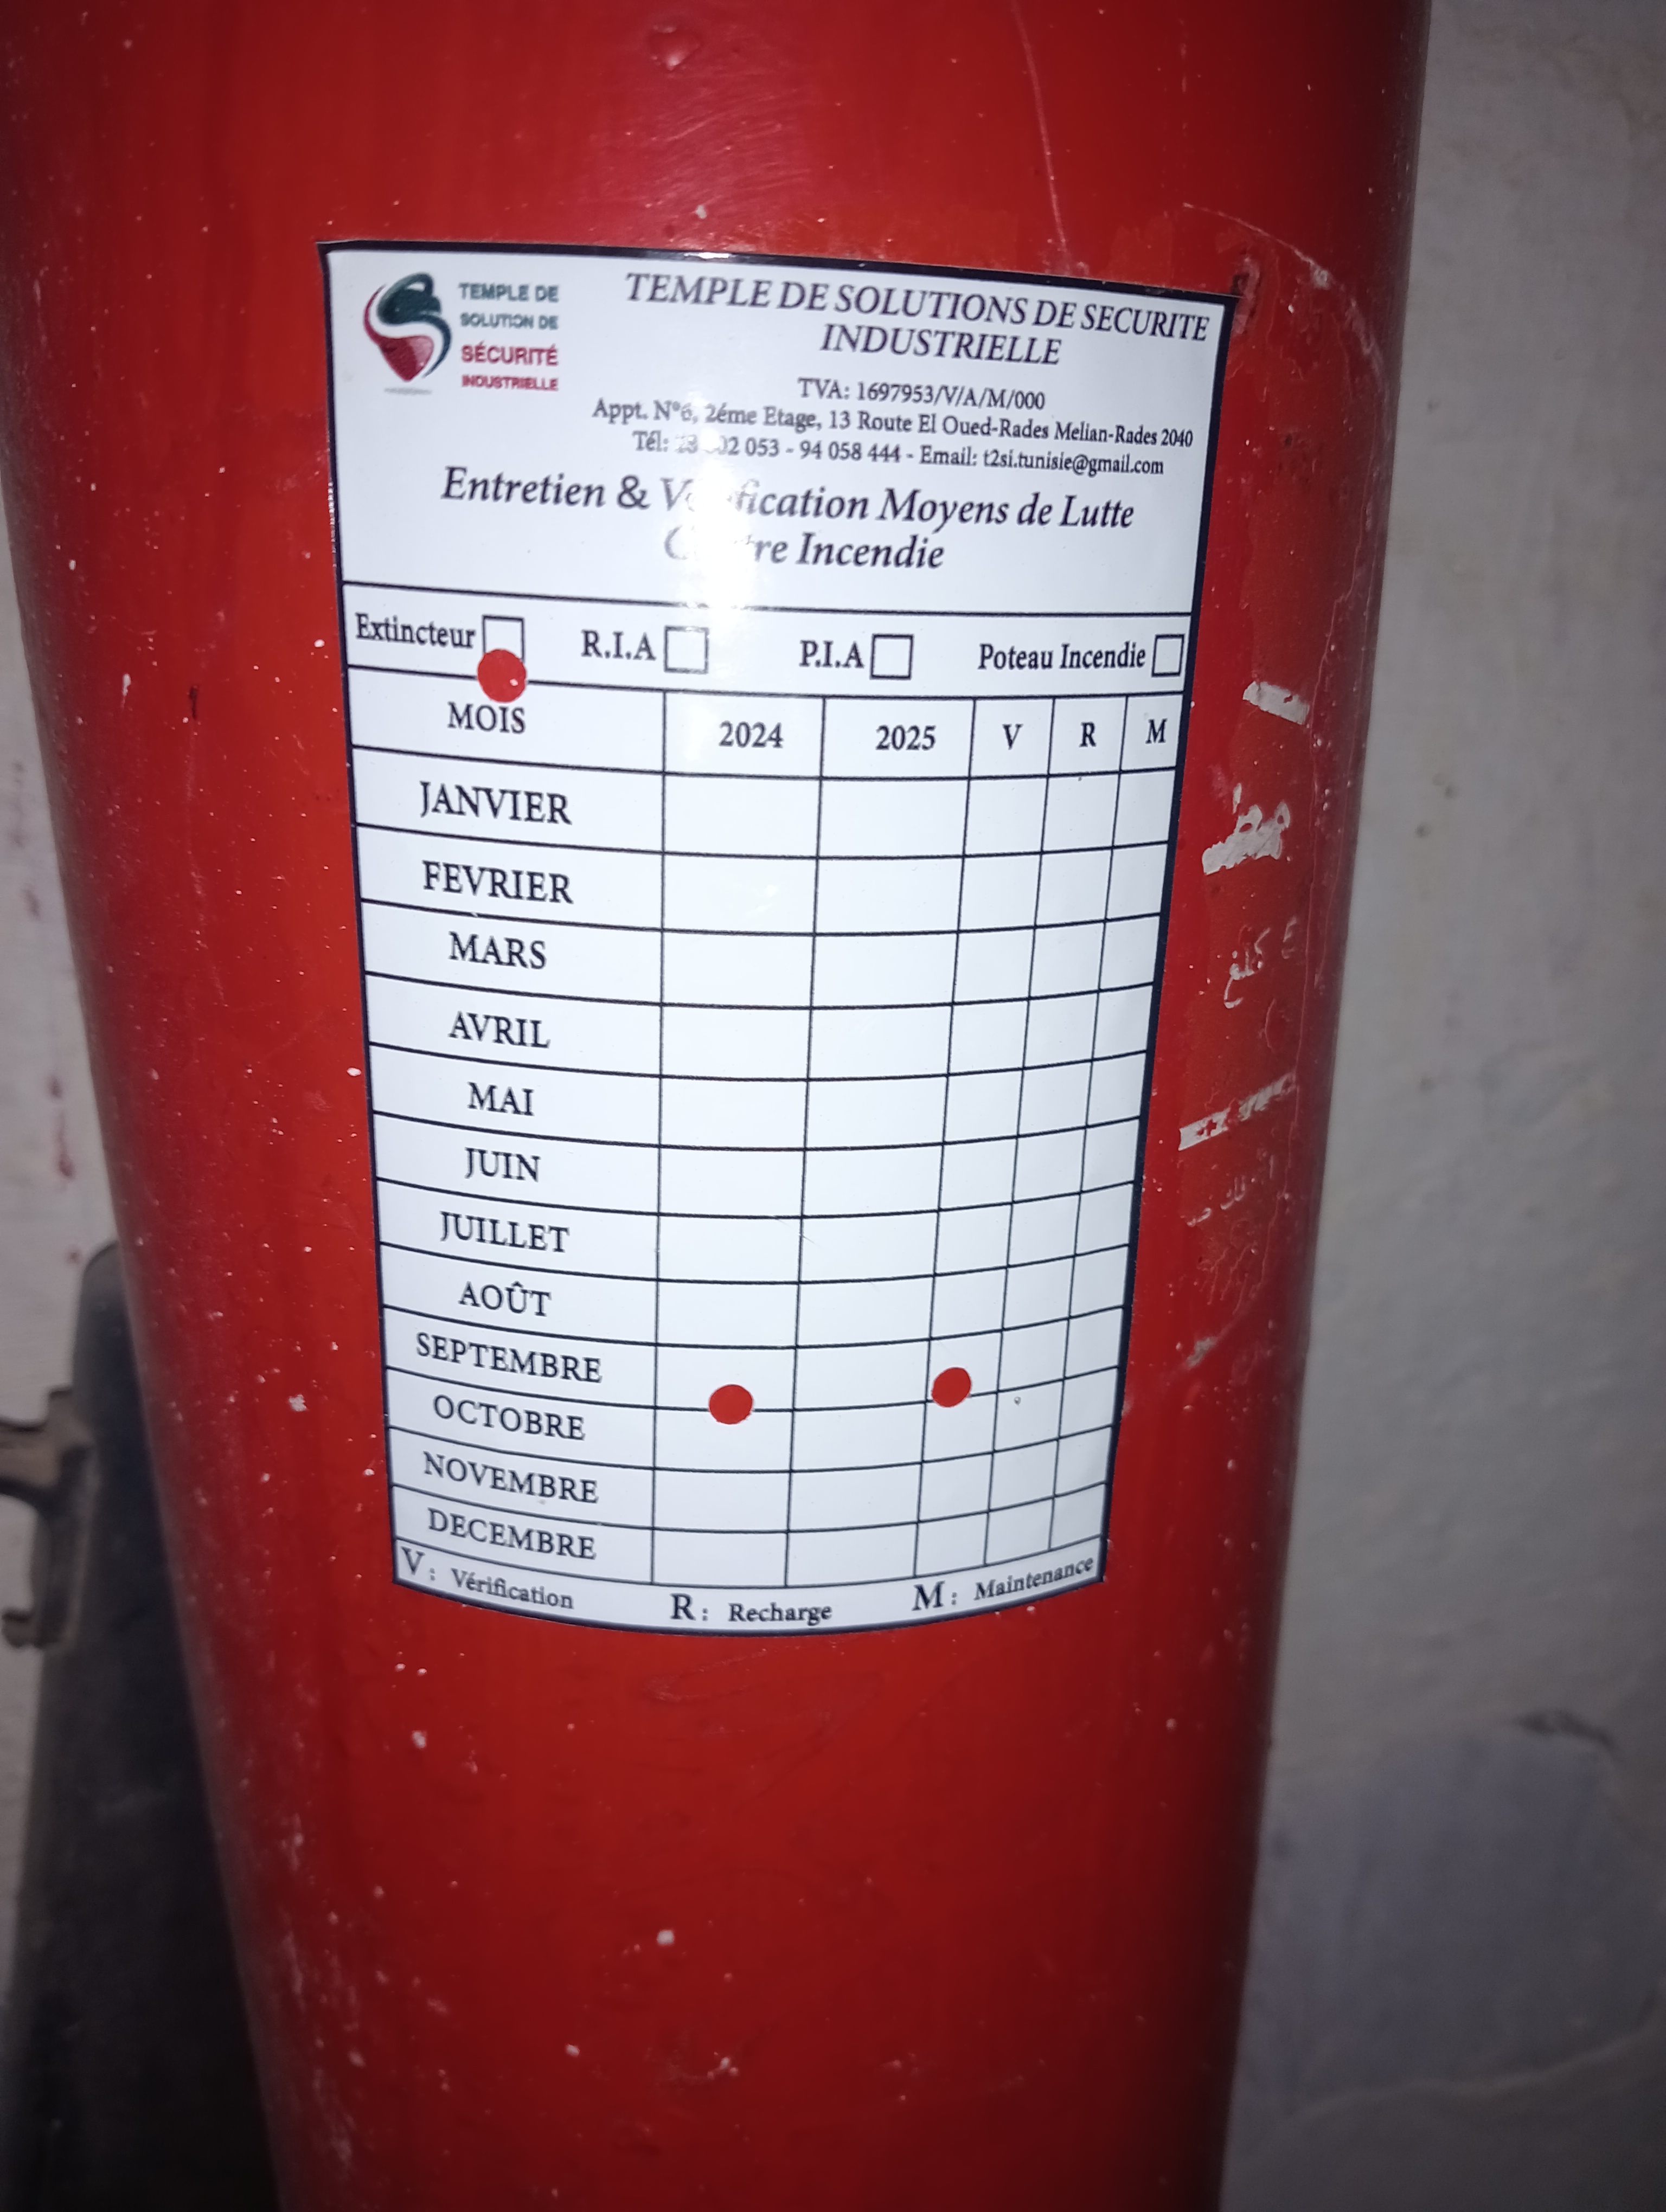 TEMPLE DE
SOLUTION DE
SÉCURITÉ
INDUSTRIELLE
TEMPLE DE SOLUTIONS DE SECURITE
INDUSTRIELLE
TVA: 1697953/V/A/M/000
Appt. N°6, 2éme Etage, 13 Route El Oued-Rades Melian-Rades 2040
Tél: 053 - 94 058 444 - Email: t2si.tunisie@gmail.com
Entretien & Moyens de Lutte
Incendie
Extincteur R.I.A P.I.A Poteau Incendie
MOIS 2024 2025 V R M
JANVIER
FEVRIER
MARS
AVRIL
MAI
JUIN
JUILLET
AOÛT
SEPTEMBRE
OCTOBRE
NOVEMBRE
DECEMBRE
V : Vérification R : Recharge M : Maintenance
كلغ